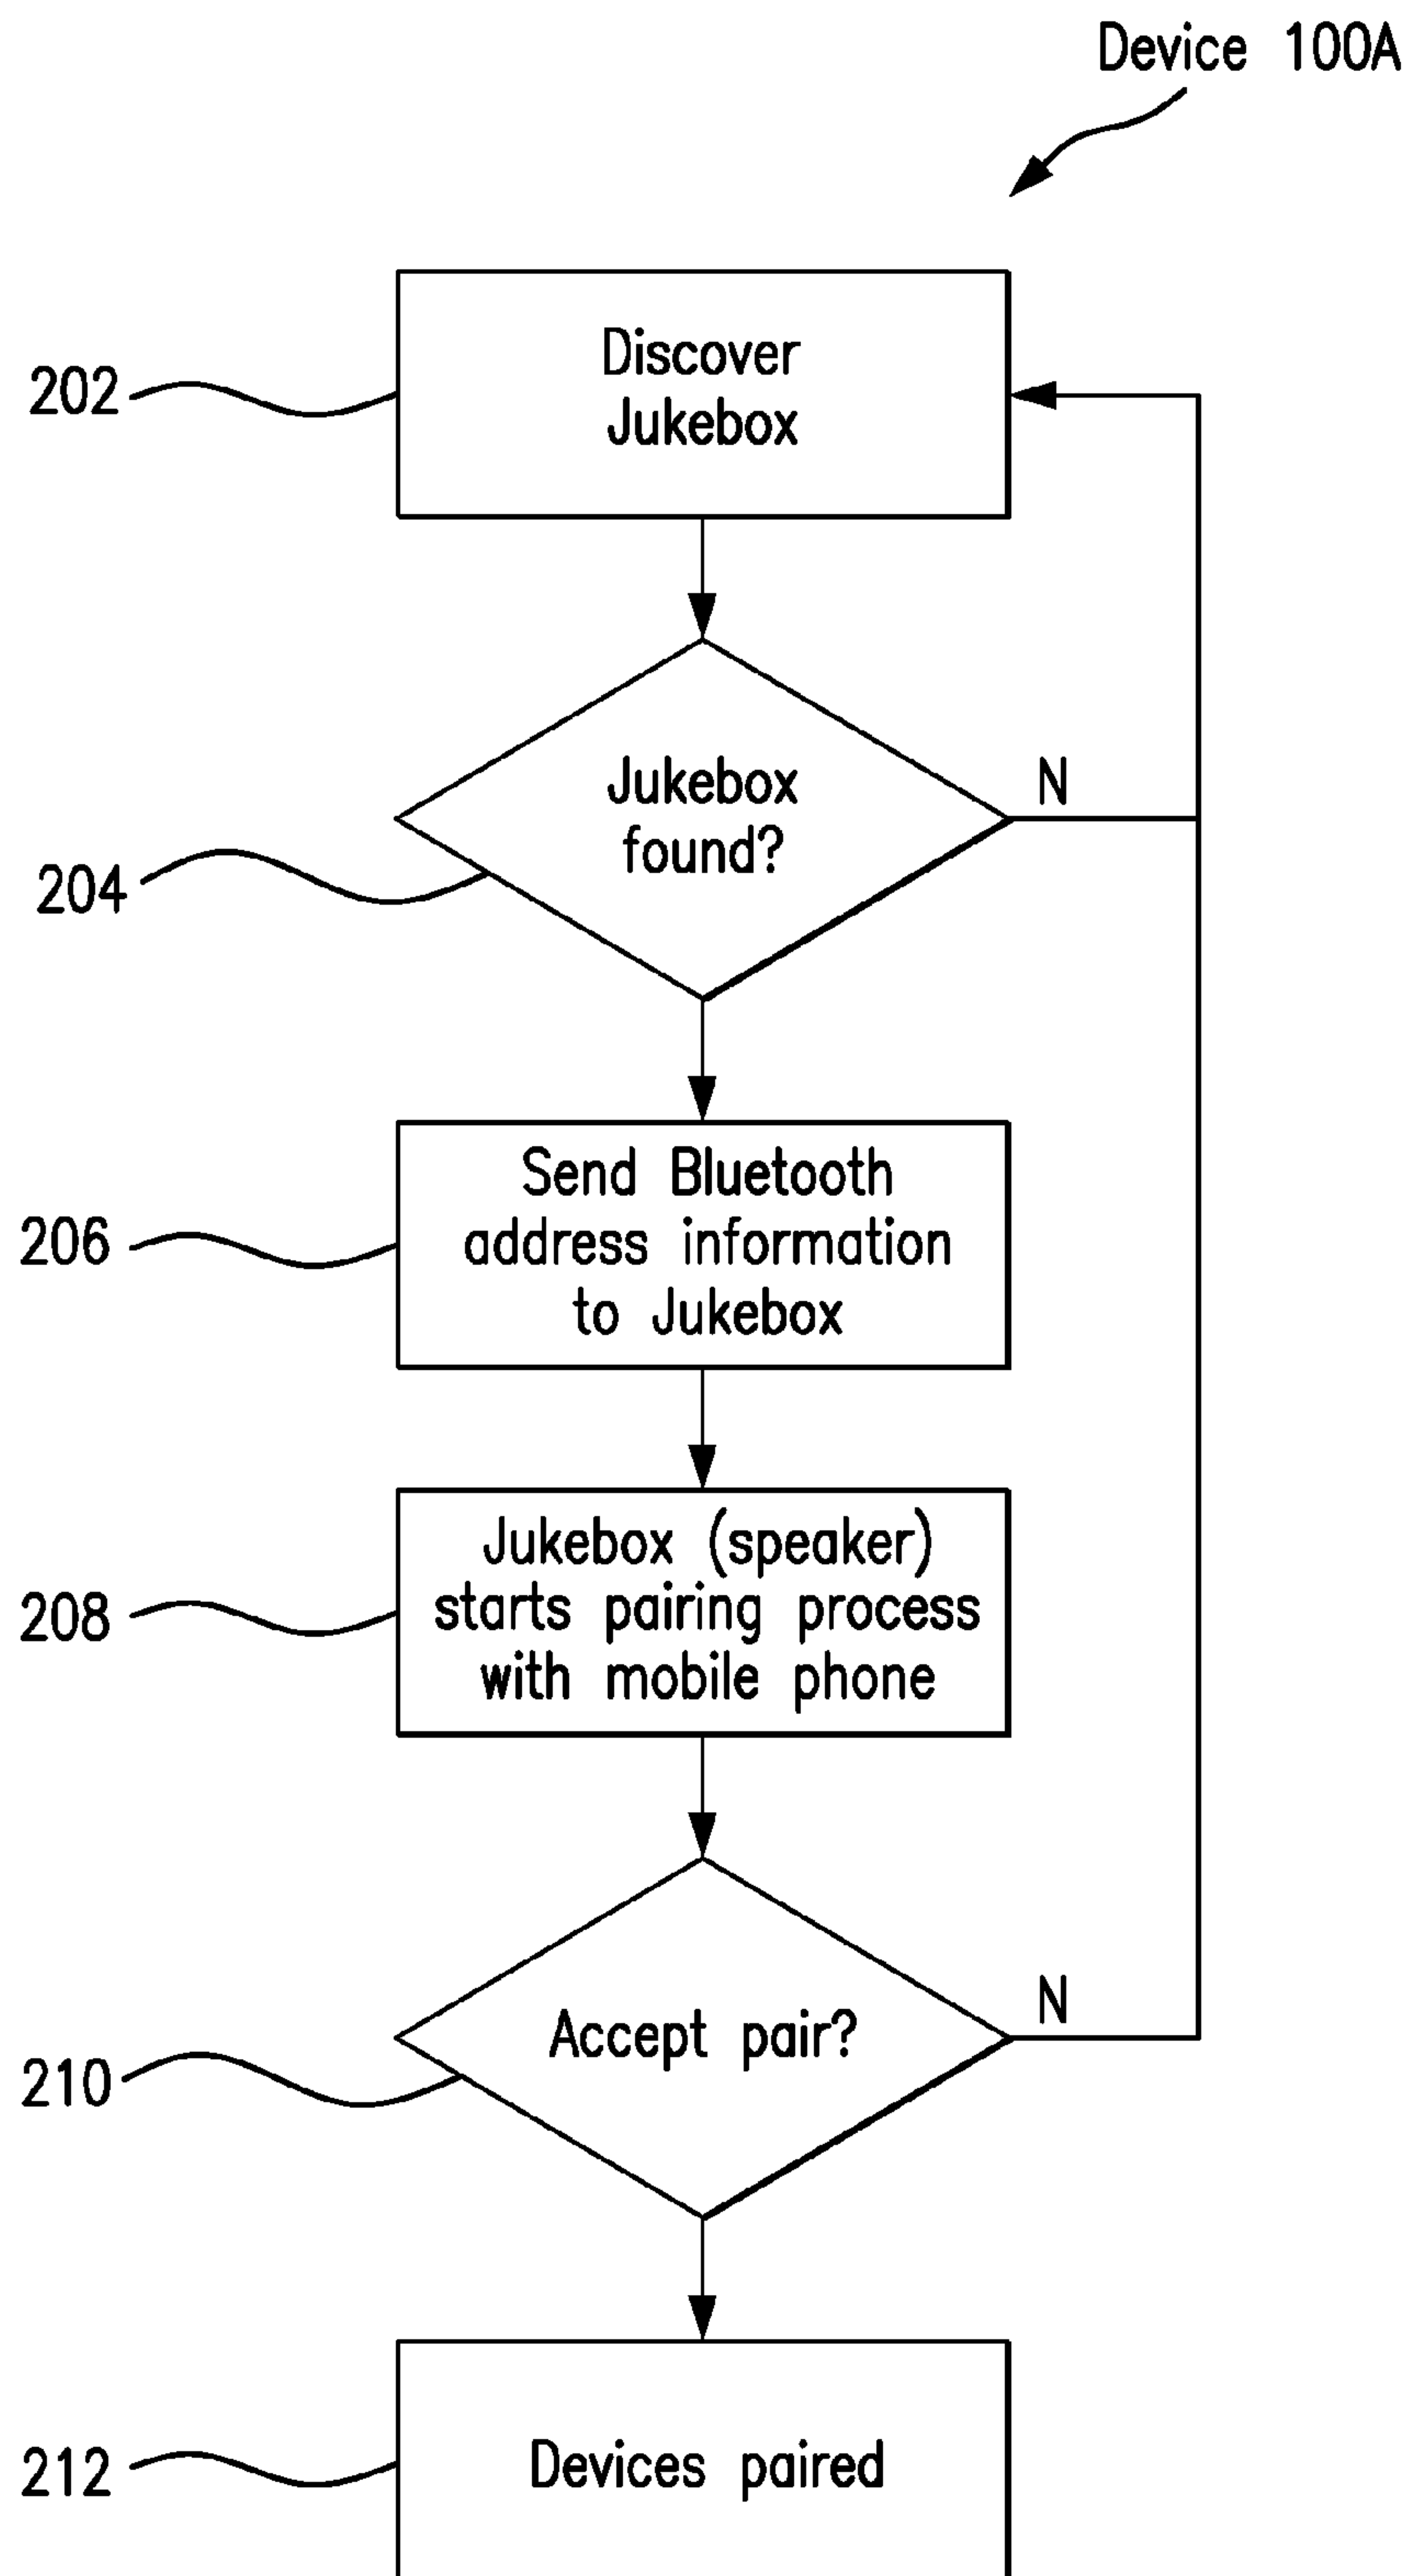 Device 100A
Discover
Jukebox
202
Jukebox
found?
N
204
Send Bluetooth
address information
to Jukebox
206
Jukebox (speaker)
starts pairing process
with mobile phone
208
Accept pair?
N
210
Devices paired
212